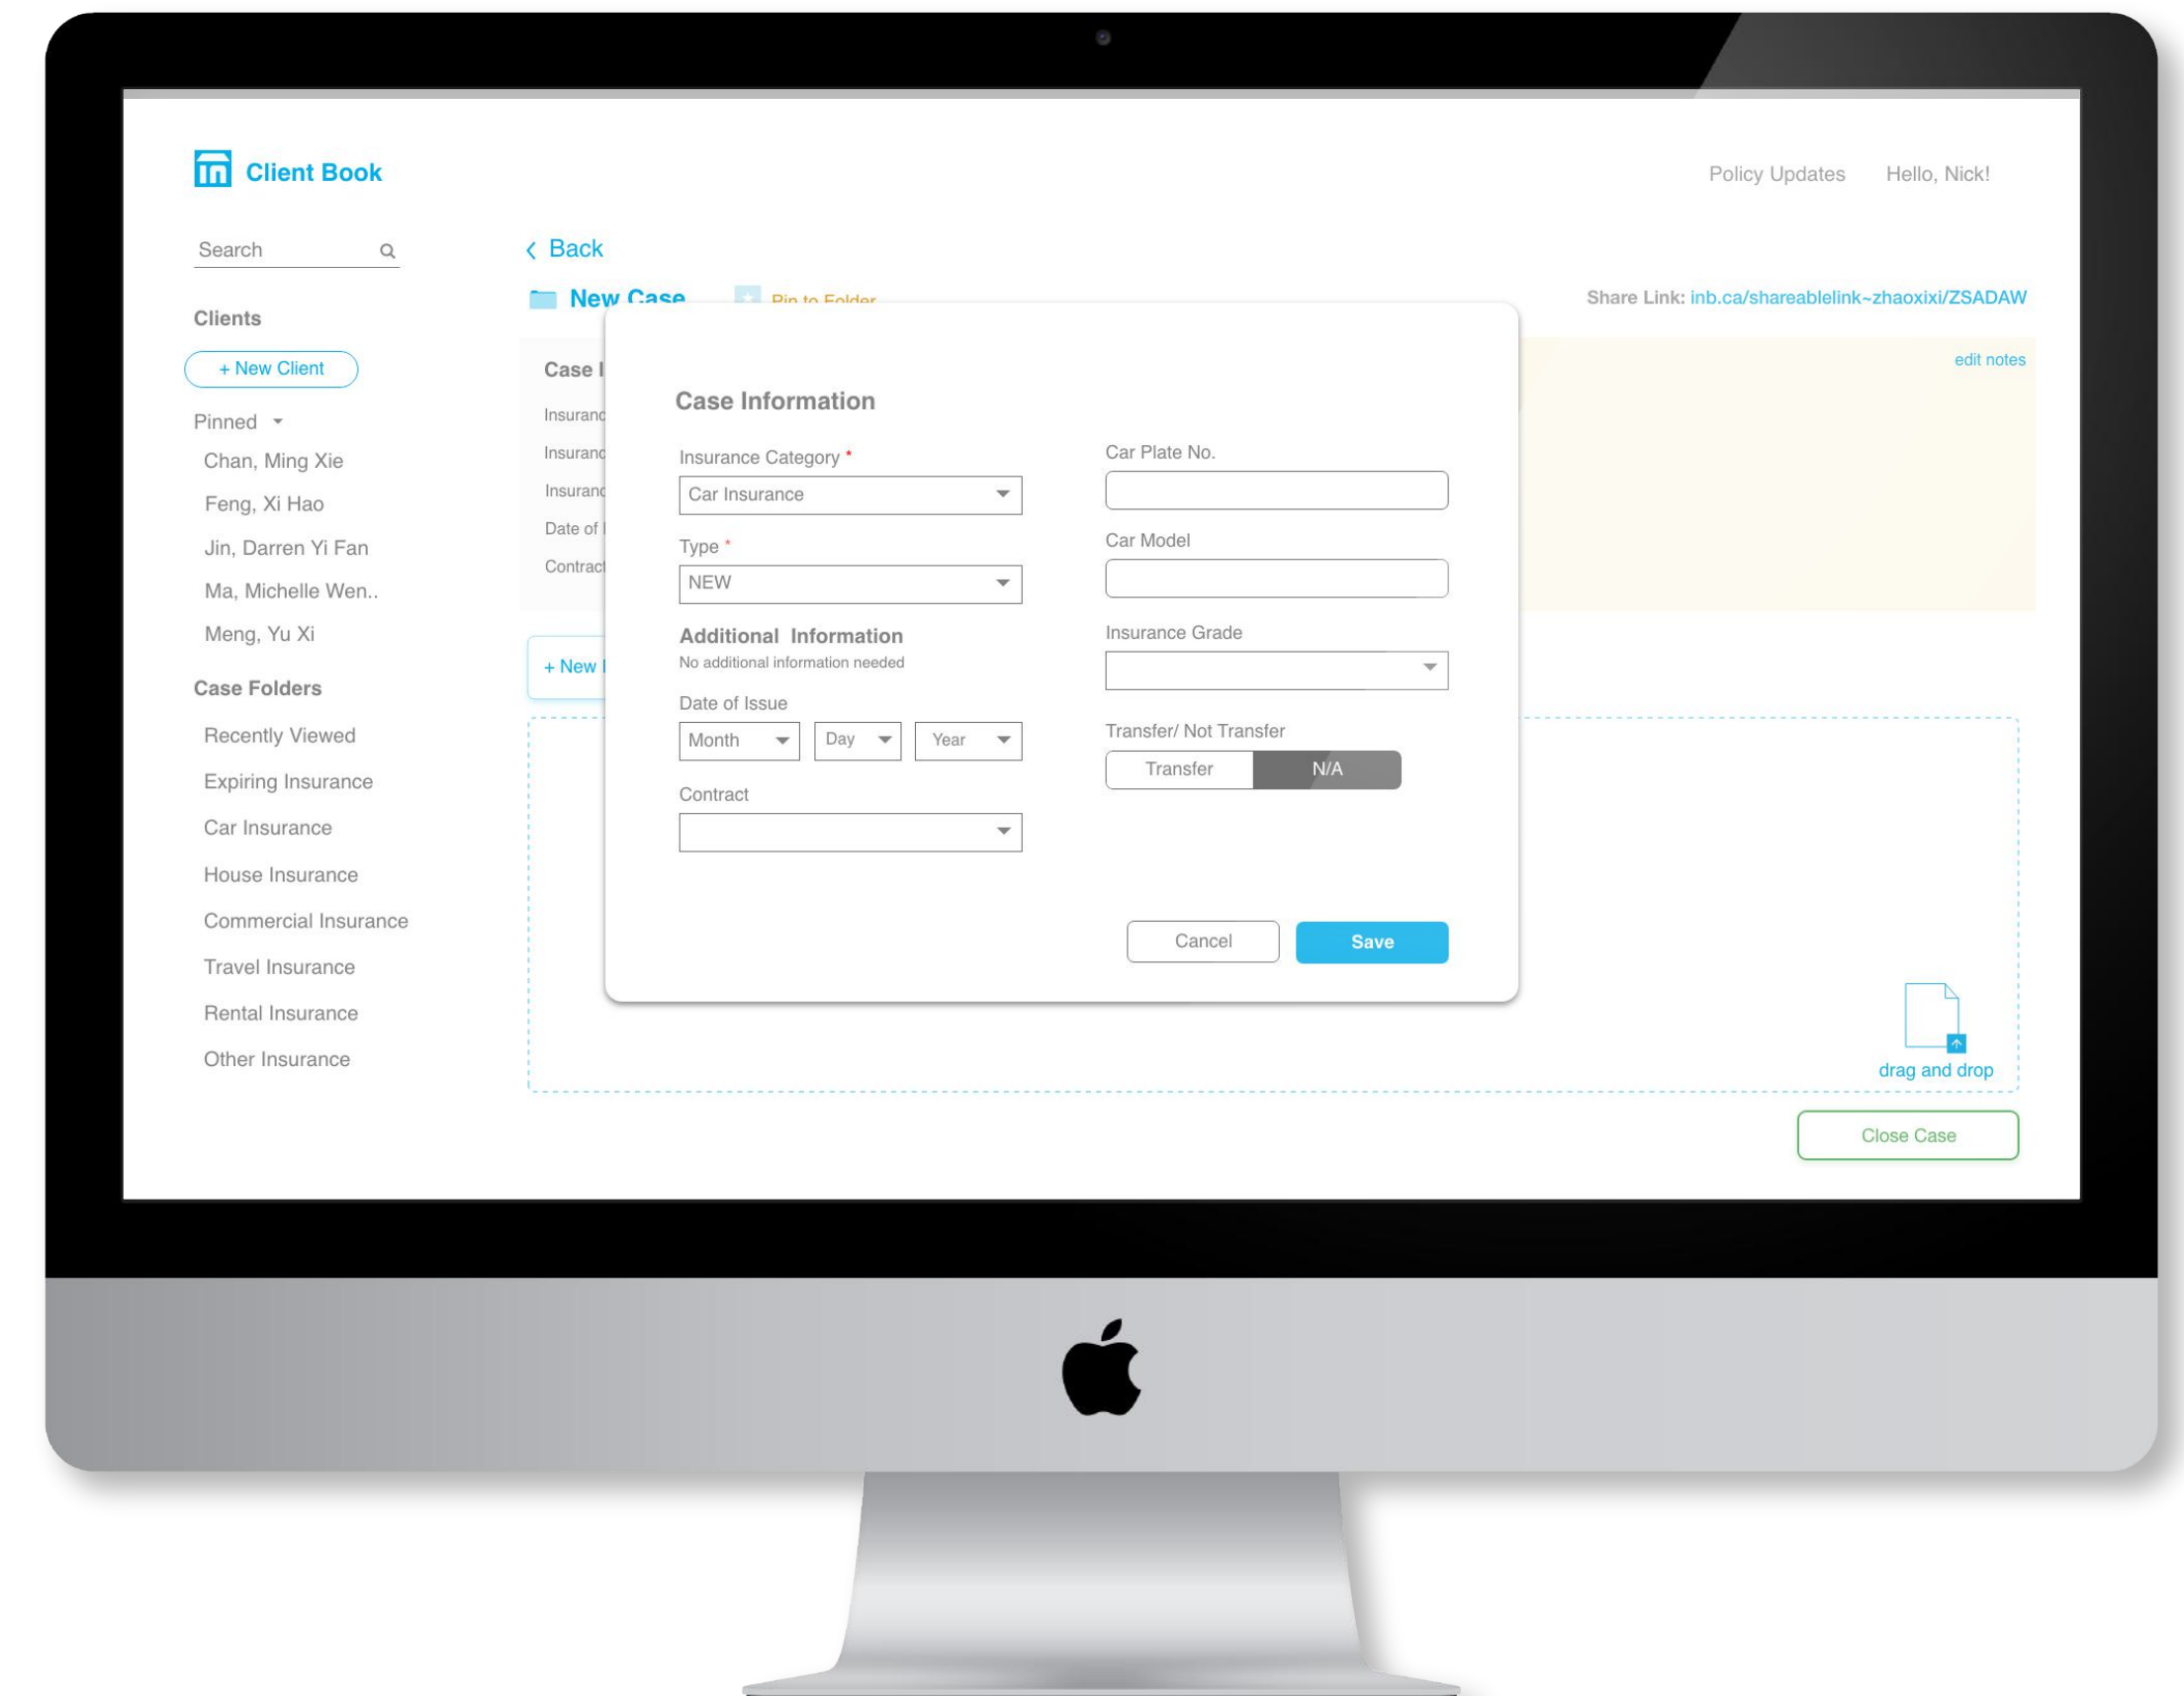 Client Book
Policy Updates
Hello, Nick!
Search
Back
New Case
Pin to Folder
Share Link: inb.ca/shareablelink~zhaoxixi/ZSADAW
Clients
+ New Client
Pinned
Chan, Ming Xie
Feng, Xi Hao
Jin, Darren Yi Fan
Ma, Michelle Wen..
Meng, Yu Xi
Case Folders
Recently Viewed
Expiring Insurance
Car Insurance
House Insurance
Commercial Insurance
Travel Insurance
Rental Insurance
Other Insurance
Case
Date of
+ New
edit notes
Case Information
Insurance Category *
Car Insurance
Type *
NEW
Additional Information
No additional information needed
Date of Issue
Month
Day
Year
Contract
Car Plate No.
Car Model
Insurance Grade
Transfer/ Not Transfer
Transfer
N/A
Cancel
Save
drag and drop
Close Case